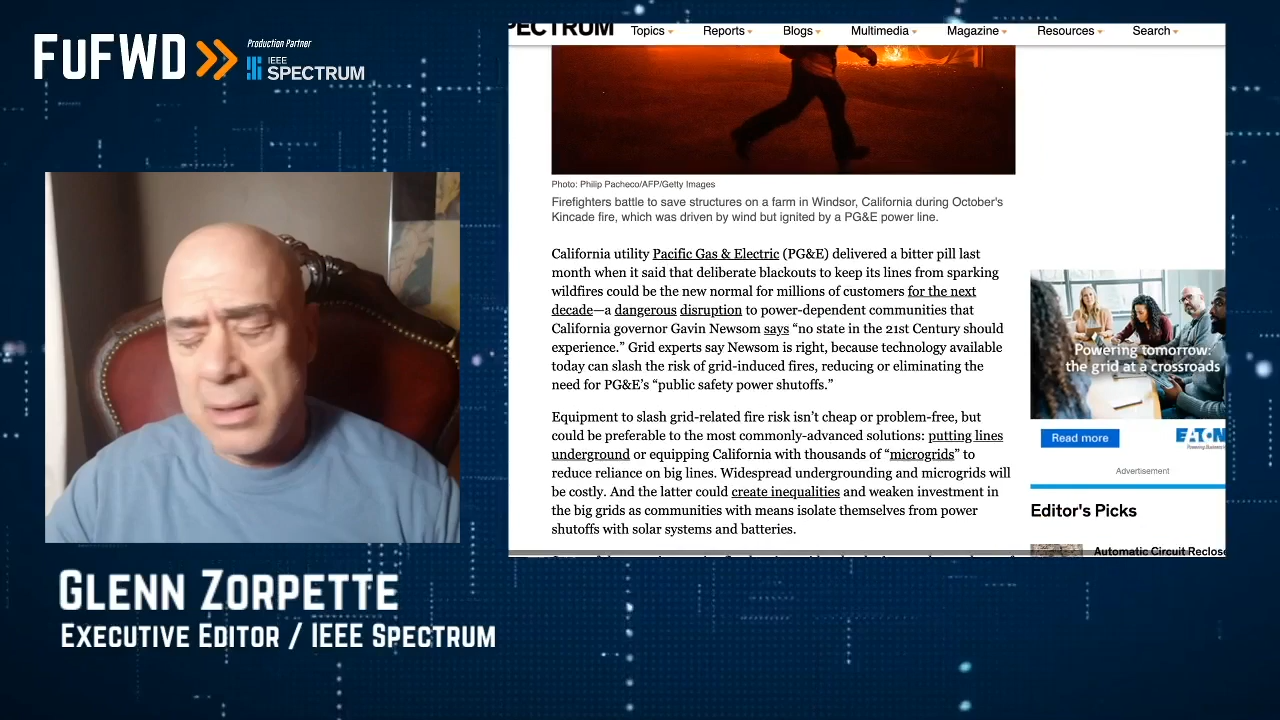 FUFWD
Production Partner
IEEE
SPECTRUM
GLENN ZORPETTE
EXECUTIVE EDITOR / IEEE SPECTRUM
SPECTRUM
Topics
Reports
Blogs
Multimedia
Magazine
Resources
Search
Photo: Philip Pacheco/AFP/Getty Images
Firefighters battle to save structures on a farm in Windsor, California during October's
Kincade fire, which was driven by wind but ignited by a PG&E power line.
California utility Pacific Gas & Electric (PG&E) delivered a bitter pill last
month when it said that deliberate blackouts to keep its lines from sparking
wildfires could be the new normal for millions of customers for the next
decade—a dangerous disruption to power-dependent communities that
California governor Gavin Newsom says “no state in the 21st Century should
experience.” Grid experts say Newsom is right, because technology available
today can slash the risk of grid-induced fires, reducing or eliminating the
need for PG&E’s “public safety power shutoffs.”
Equipment to slash grid-related fire risk isn’t cheap or problem-free, but
could be preferable to the most commonly-advanced solutions: putting lines
underground or equipping California with thousands of “microgrids” to
reduce reliance on big lines. Widespread undergrounding and microgrids will
be costly. And the latter could create inequalities and weaken investment in
the big grids as communities with means isolate themselves from power
shutoffs with solar systems and batteries.
Powering tomorrow:
the grid at a crossroads
Read more
EATON
Advertisement
Editor's Picks
Automatic Circuit Reclose